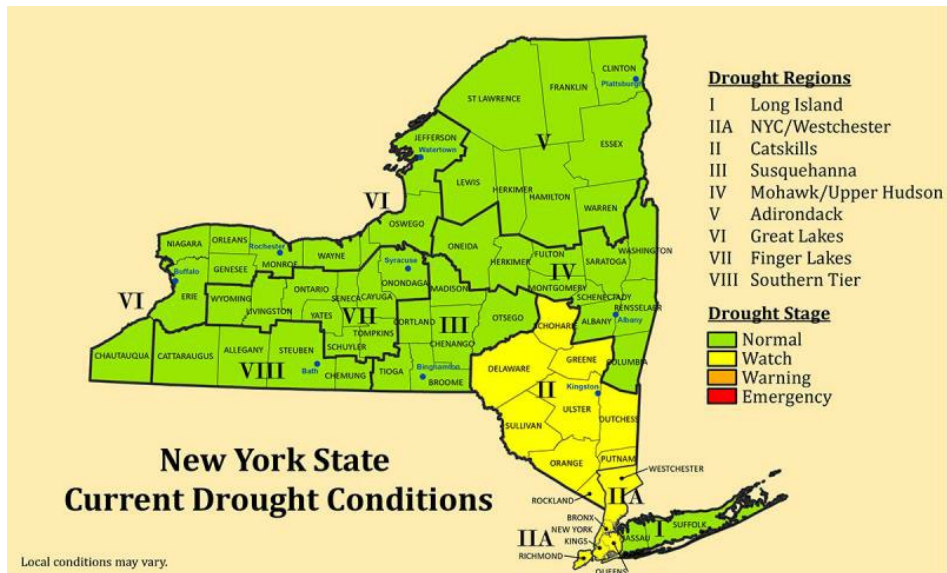 CLINTON
Plattsburgh
FRANKLIN
ST LAWRENCE
JEFFERSON
Watertown
ESSEX
V
LEWIS
HERKIMER
HAMILTON
WARREN
VI
OSWEGO
ONEIDA
WASHINGTON
NIAGARA
ORLEANS
Rochester
MONROE
WAYNE
Syracuse
HERKIMER
FULTON
SARATOGA
IV
GENESEE
Buffalo
ONTARIO
ONONDAGA
MADISON
MONTGOMERY
SENECA
CAYUGA
SCHENECTADY
VI
ERIE
WYOMING
LIVINGSTON
YATES
VII
CORTLAND
III
OTSEGO
SCHOHARIE
ALBANY
Albany
RENSSELAER
TOMPKINS
CHENANGO
SCHUYLER
CHAUTAUQUA
CATTARAUGUS
ALLEGANY
STEUBEN
VIII
Bath
CHEMUNG
TIOGA
Binghamton
BROOME
DELAWARE
GREENE
COLUMBIA
II
Kingston
ULSTER
SULLIVAN
DUTCHESS
ORANGE
PUTNAM
WESTCHESTER
ROCKLAND
IIA
BRONX
NEW YORK
IIA
KINGS
RICHMOND
QUEENS
NASSAU
I
SUFFOLK
Drought Regions
I Long Island
IIA NYC/Westchester
II Catskills
III Susquehanna
IV Mohawk/Upper Hudson
V Adirondack
VI Great Lakes
VII Finger Lakes
VIII Southern Tier
Drought Stage
Normal
Watch
Warning
Emergency
New York State
Current Drought Conditions
Local conditions may vary.